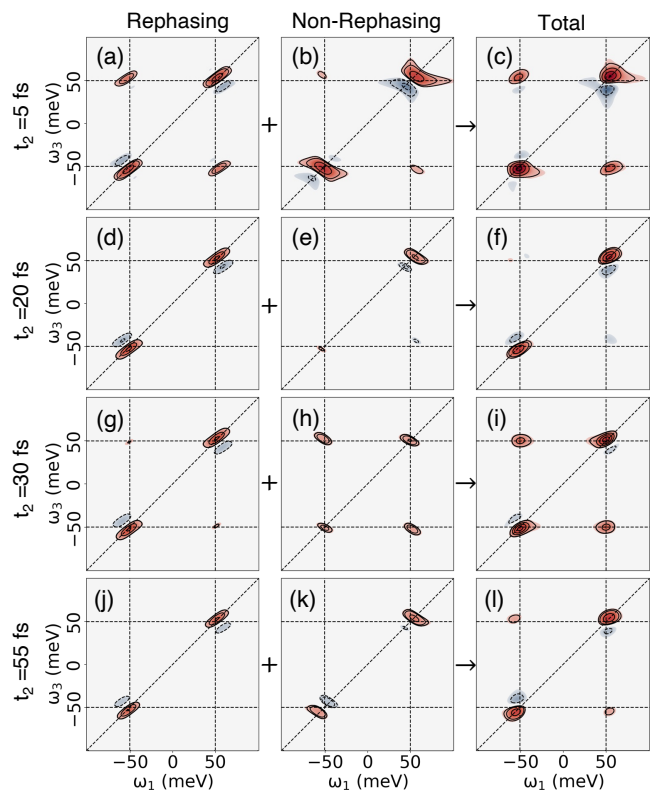 Rephasing Non-Rephasing Total
(a) (b) (c)
t₂ =5 fs
ω₃ (meV)
50
0
−50
+ →
(d) (e) (f)
t₂=20 fs
ω₃ (meV)
50
0
−50
+ →
(g) (h) (i)
t₂=30 fs
ω₃ (meV)
50
0
−50
+ →
(j) (k) (l)
t₂=55 fs
ω₃ (meV)
50
0
−50
+ →
−50 0 50 −50 0 50 −50 0 50
ω₁ (meV) ω₁ (meV) ω₁ (meV)